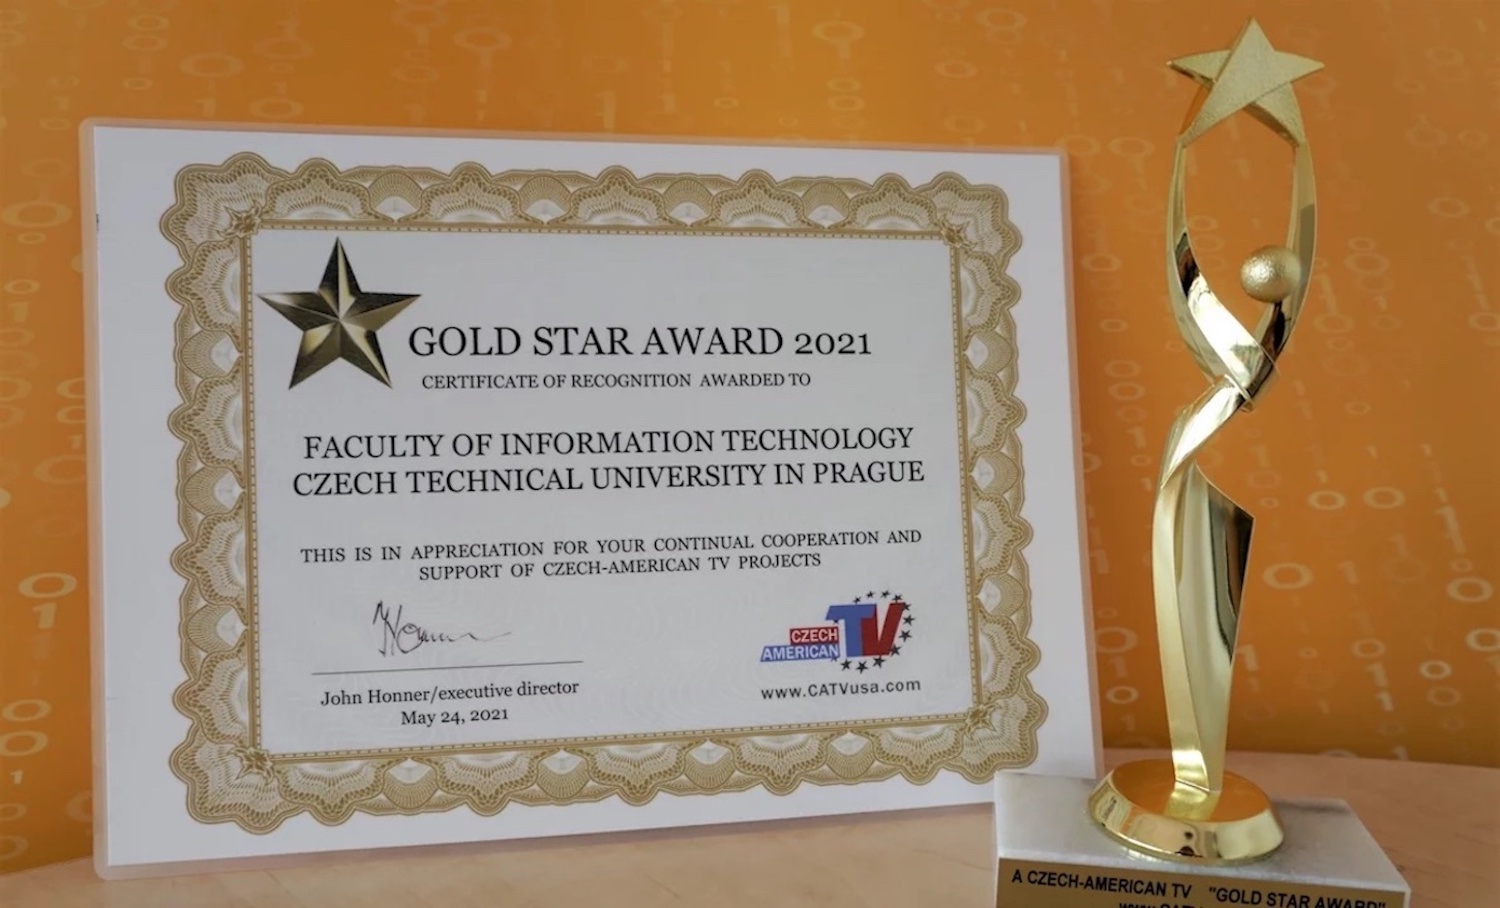 GOLD STAR AWARD 2021
CERTIFICATE OF RECOGNITION AWARDED TO
FACULTY OF INFORMATION TECHNOLOGY
CZECH TECHNICAL UNIVERSITY IN PRAGUE
THIS IS IN APPRECIATION FOR YOUR CONTINUAL COOPERATION AND
SUPPORT OF CZECH-AMERICAN TV PROJECTS
John Honner/executive director
May 24, 2021
CZECH
AMERICAN
TV
www.CATVusa.com
A CZECH-AMERICAN TV "GOLD STAR AWARD"